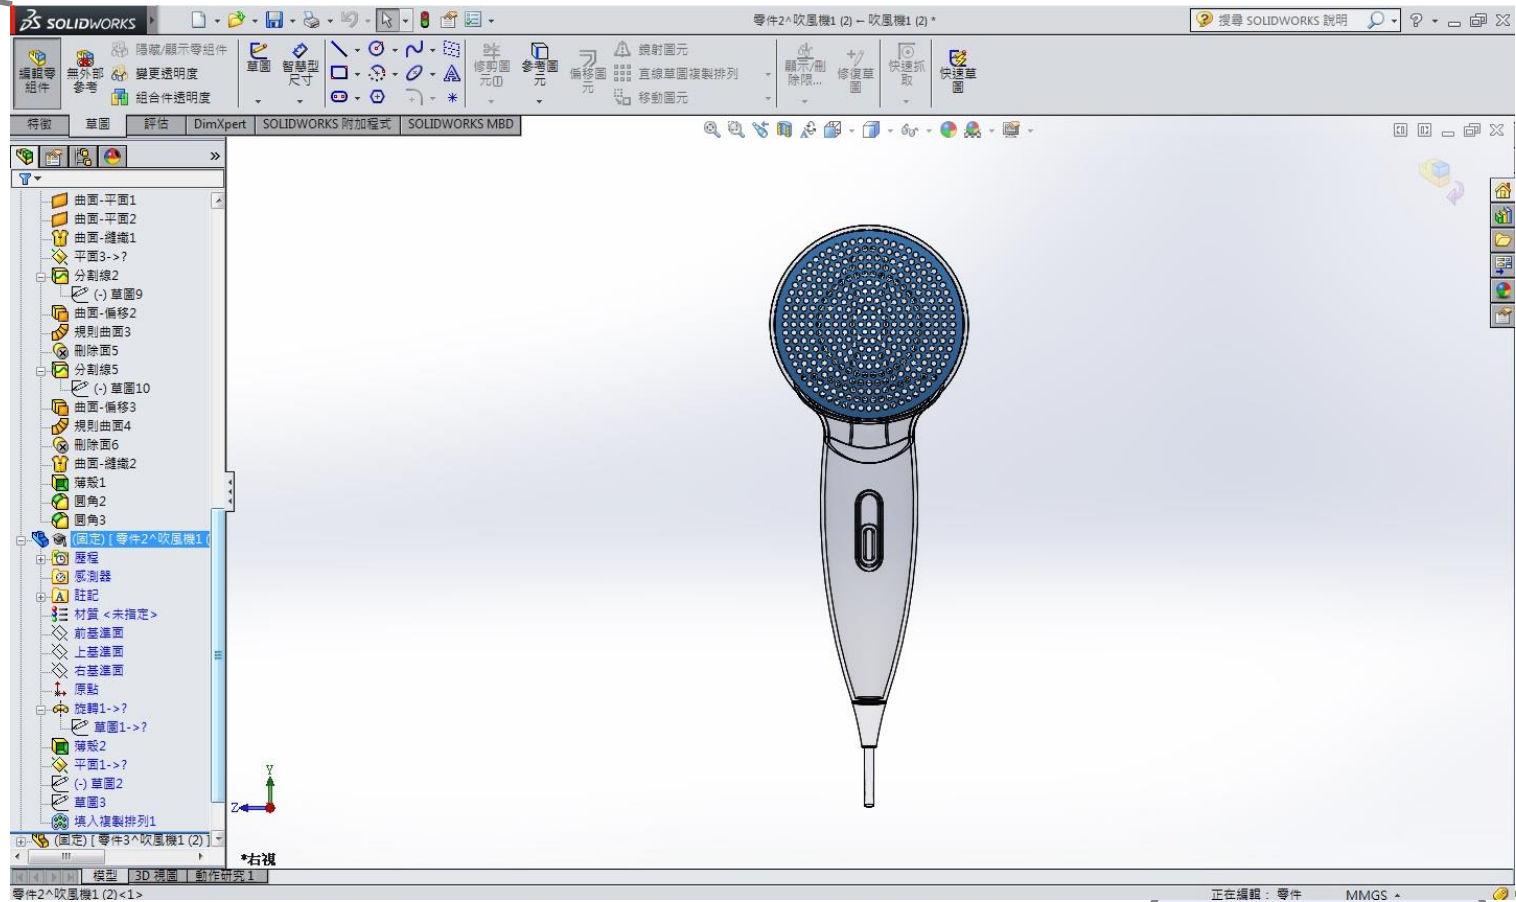 SOLIDWORKS
零件2^吹風機1 (2) -- 吹風機1 (2) *
搜尋 SOLIDWORKS 說明
編輯零組件
無外部參考
隱藏/顯示零組件
變更透明度
組合件透明度
草圖
智慧型尺寸
修剪圖元(T)
參考圖元
偏移圖元
鏡射圖元
直線草圖複製排列
移動圖元
顯示/刪除限...
修復草圖
快速抓取
快速草圖
特徵 草圖 評估 DimXpert SOLIDWORKS 附加程式 SOLIDWORKS MBD
曲面-平面1
曲面-平面2
曲面-縫織1
平面3->?
分割線2
(-) 草圖9
曲面-偏移2
規則曲面3
刪除面5
分割線5
(-) 草圖10
曲面-偏移3
規則曲面4
刪除面6
曲面-縫織2
薄殼1
圓角2
圓角3
(固定) [ 零件2^吹風機1 (
歷程
感測器
註記
材質 <未指定>
前基準面
上基準面
右基準面
原點
旋轉1->?
草圖1->?
薄殼2
平面1->?
(-) 草圖2
草圖3
填入複製排列1
(固定) [ 零件3^吹風機1 (2) ]
Y
Z
*右視
模型 3D 視圖 動作研究 1
零件2^吹風機1 (2)<1>
正在編輯： 零件 MMGS